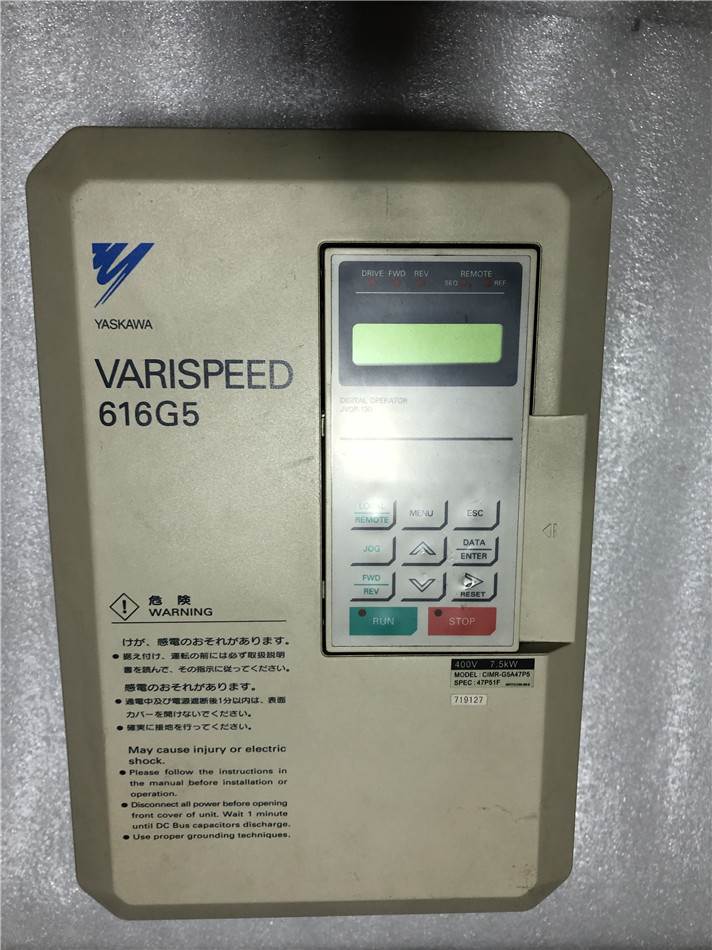 YASKAWA
VARISPEED
616G5
DRIVE FWD REV REMOTE
SEQ REF
DIGITAL OPERATOR
JVOP-130
LOCAL
REMOTE
MENU
ESC
JOG
DATA
ENTER
FWD
REV
RESET
RUN
STOP
400V 7.5kW
MODEL : CIMR-G5A47P5
SPEC : 47P51F
719127
危 険
WARNING
けが、感電のおそれがあります。
●据え付け、運転の前には必ず取扱説明
書を読んで、その指示に従ってください。
感電のおそれがあります。
● 通電中及び電源遮断後1分以内は、表面
カバーを開けないでください。
● 確実に接地を行ってください。
May cause injury or electric
shock.
● Please follow the instructions in
the manual before installation or
operation.
● Disconnect all power before opening
front cover of unit. Wait 1 minute
until DC Bus capacitors discharge.
● Use proper grounding techniques.